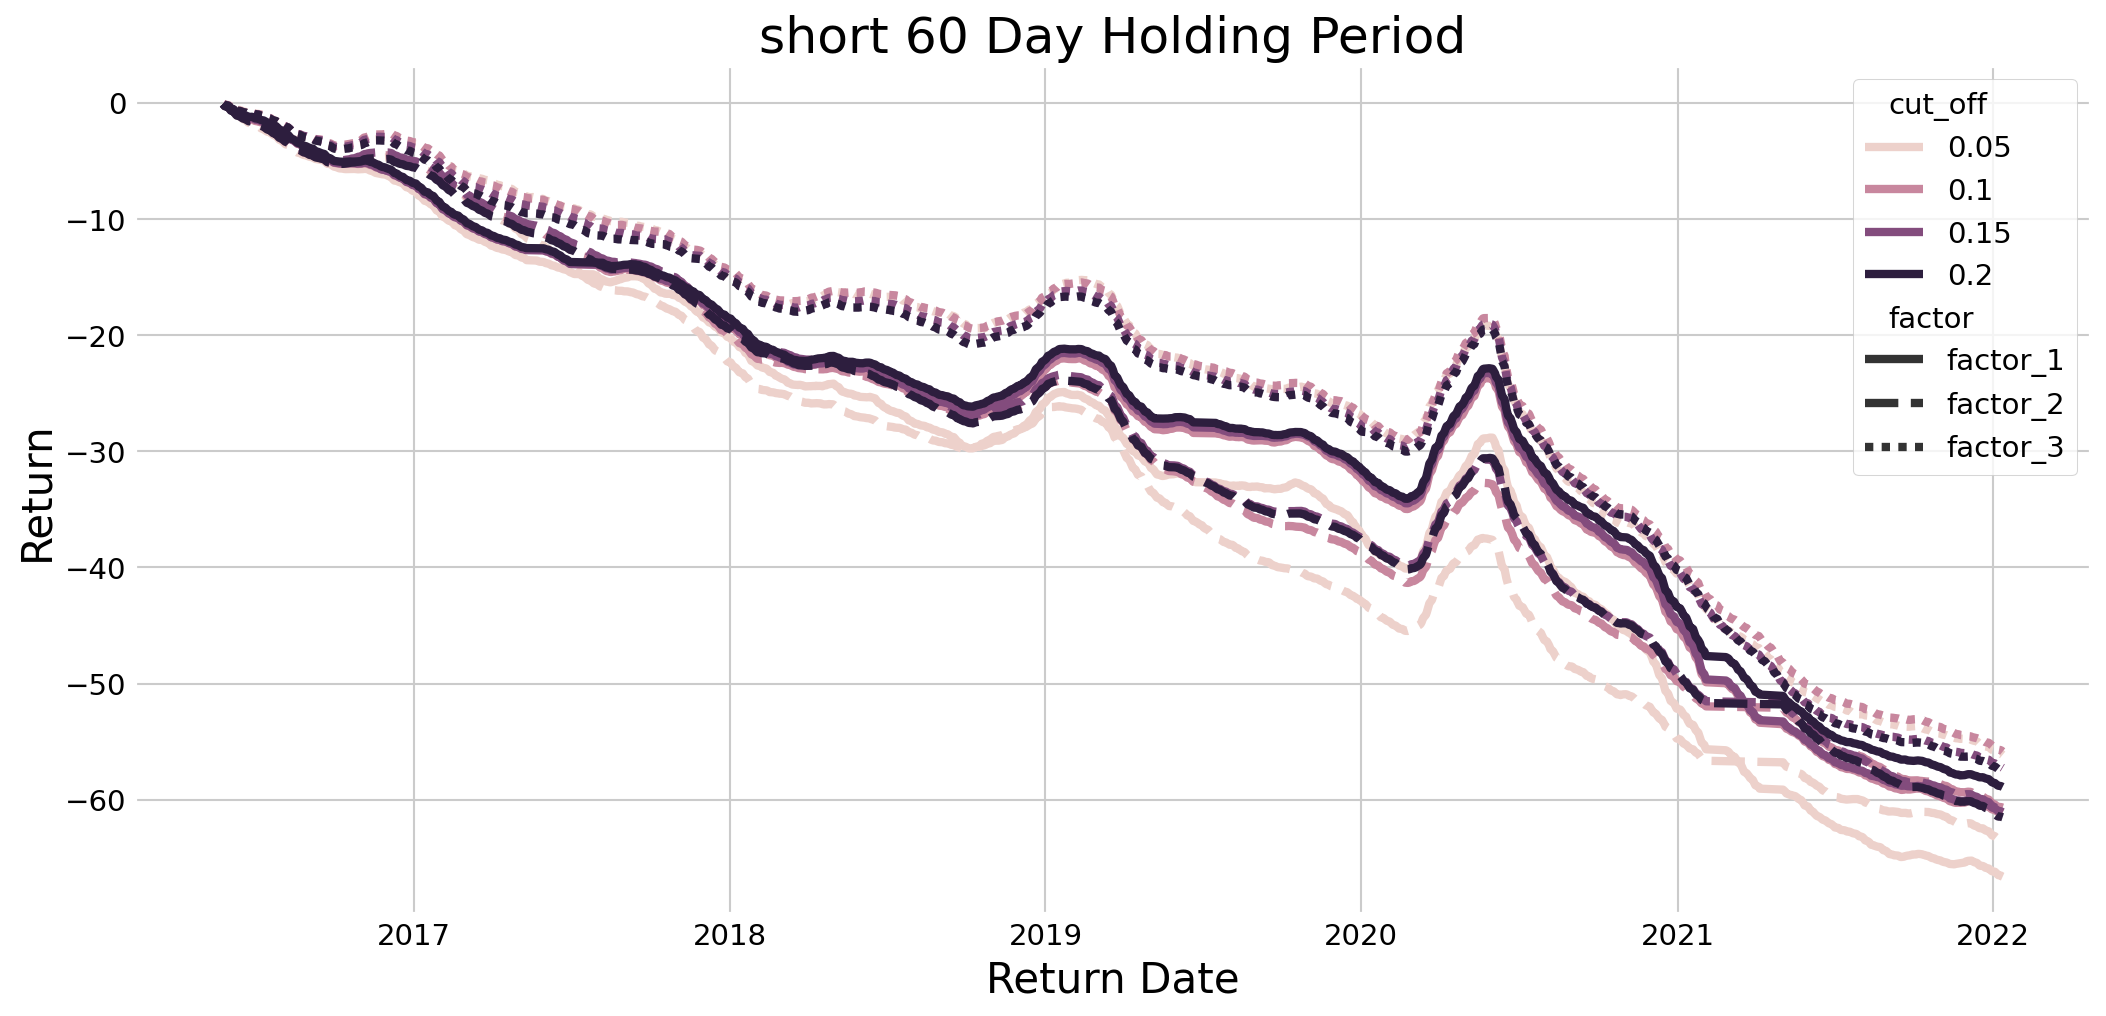 short 60 Day Holding Period
Return
0
−10
−20
−30
−40
−50
−60
cut_off
0.05
0.1
0.15
0.2
factor
factor_1
factor_2
factor_3
2017 2018 2019 2020 2021 2022
Return Date